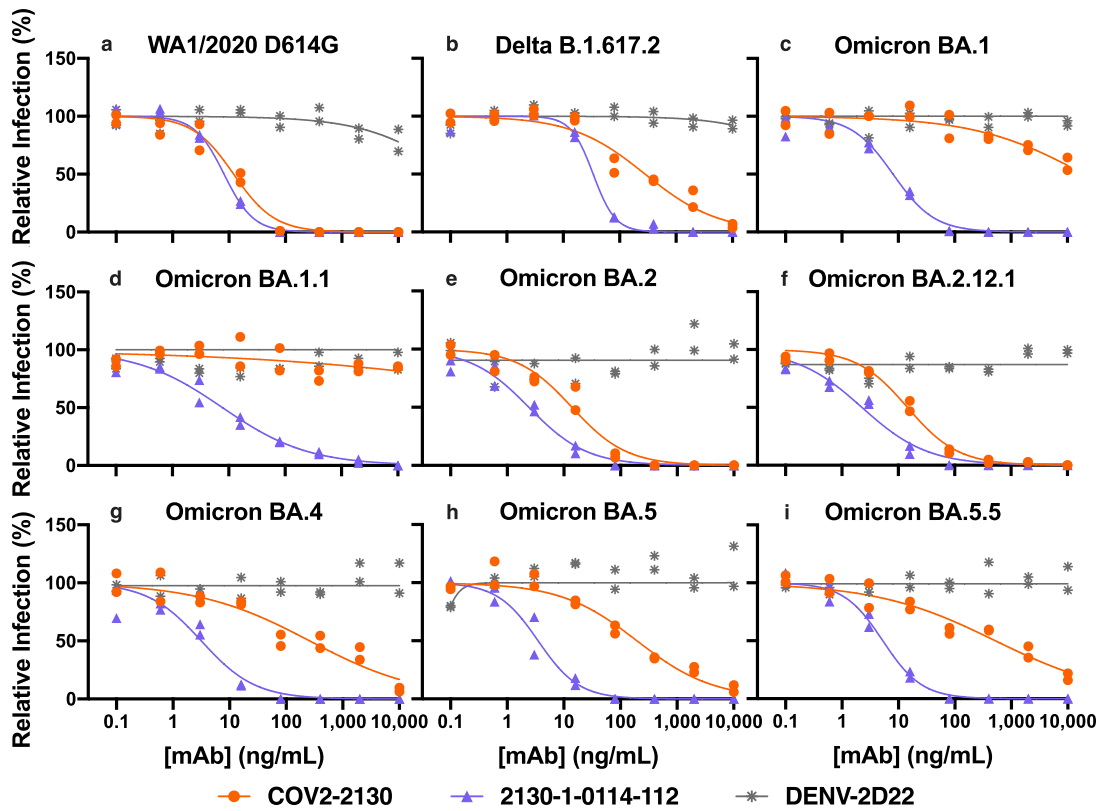 a WA1/2020 D614G b Delta B.1.617.2 c Omicron BA.1
Relative Infection (%)
150
100
50
0
d Omicron BA.1.1 e Omicron BA.2 f Omicron BA.2.12.1
Relative Infection (%)
150
100
50
0
g Omicron BA.4 h Omicron BA.5 i Omicron BA.5.5
Relative Infection (%)
150
100
50
0
0.1 1 10 100 1,000 10,000 0.1 1 10 100 1,000 10,000 0.1 1 10 100 1,000 10,000
[mAb] (ng/mL) [mAb] (ng/mL) [mAb] (ng/mL)
COV2-2130 2130-1-0114-112 DENV-2D22